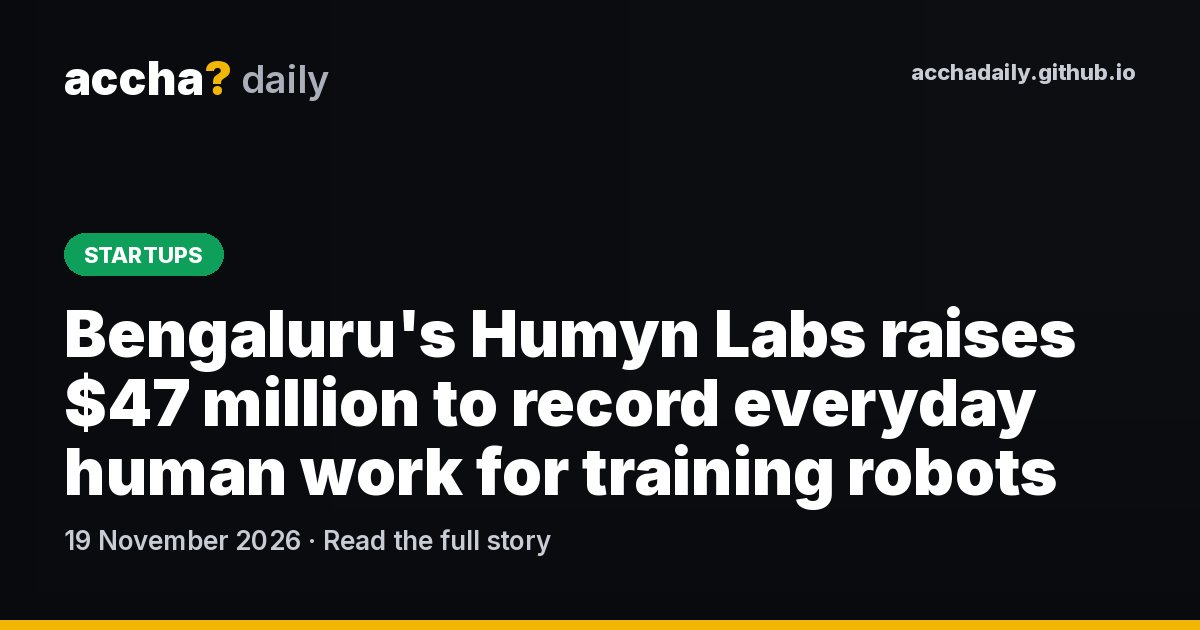 accha? daily
acchadaily.github.io
STARTUPS
Bengaluru's Humyn Labs raises
$47 million to record everyday
human work for training robots
19 November 2026 · Read the full story